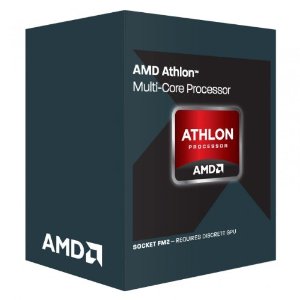 AMD Athlon™
Multi-Core Processor
ATHLON
PROCESSOR
AMD
AMD
SOCKET FM2 – REQUIRES DISCRETE GPU